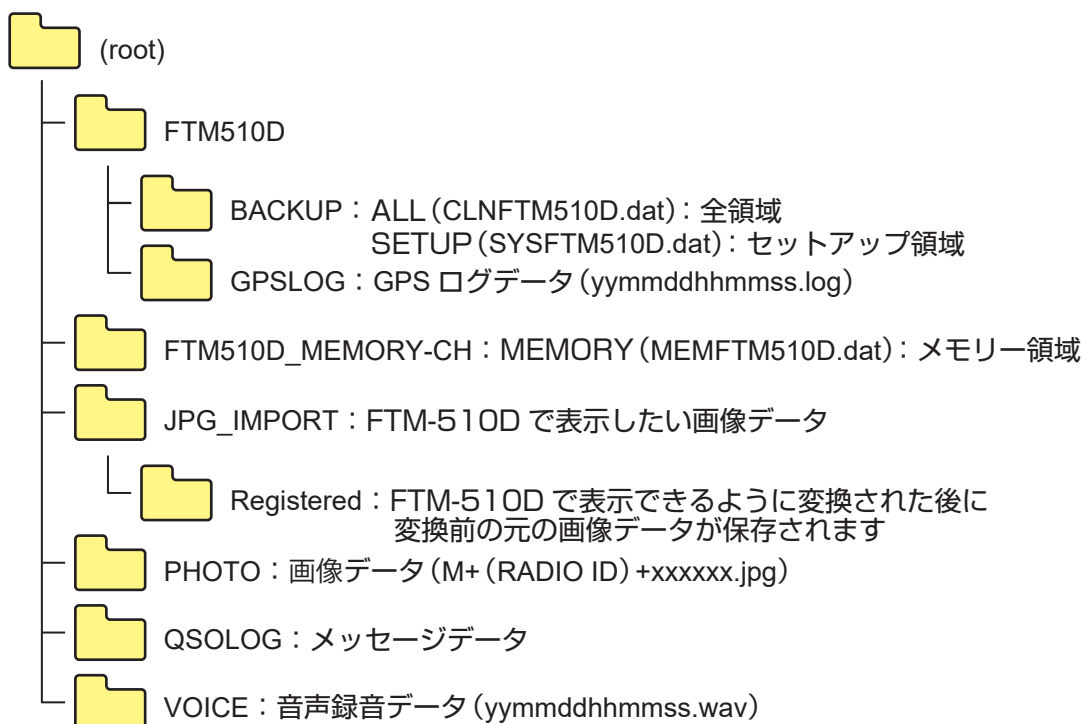 (root)
FTM510D
BACKUP：ALL（CLNFTM510D.dat）：全領域
SETUP（SYSFTM510D.dat）：セットアップ領域
GPSLOG：GPS ログデータ（yymmddhhmmss.log）
FTM510D_MEMORY-CH：MEMORY（MEMFTM510D.dat）：メモリー領域
JPG_IMPORT：FTM-510D で表示したい画像データ
Registered：FTM-510D で表示できるように変換された後に
変換前の元の画像データが保存されます
PHOTO：画像データ（M+（RADIO ID）+xxxxxx.jpg）
QSOLOG：メッセージデータ
VOICE：音声録音データ（yymmddhhmmss.wav）